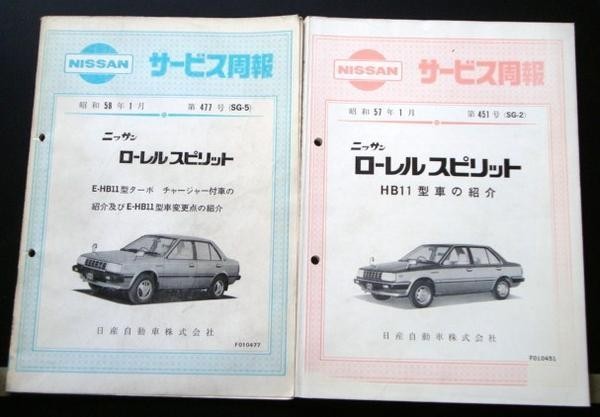 NISSAN サービス周報
昭和 58年1月 第 477 号 (SG-5)
ニッサン
ローレル スピリット
E-HB11型ターボ チャージャー付車の
紹介及びE-HB11型車変更点の紹介
日産自動車株式会社
F010477
NISSAN サービス周報
昭和 57年1月 第 451 号 (SG-2)
ニッサン
ローレル スピリット
HB11型車の紹介
日産自動車株式会社
F010451